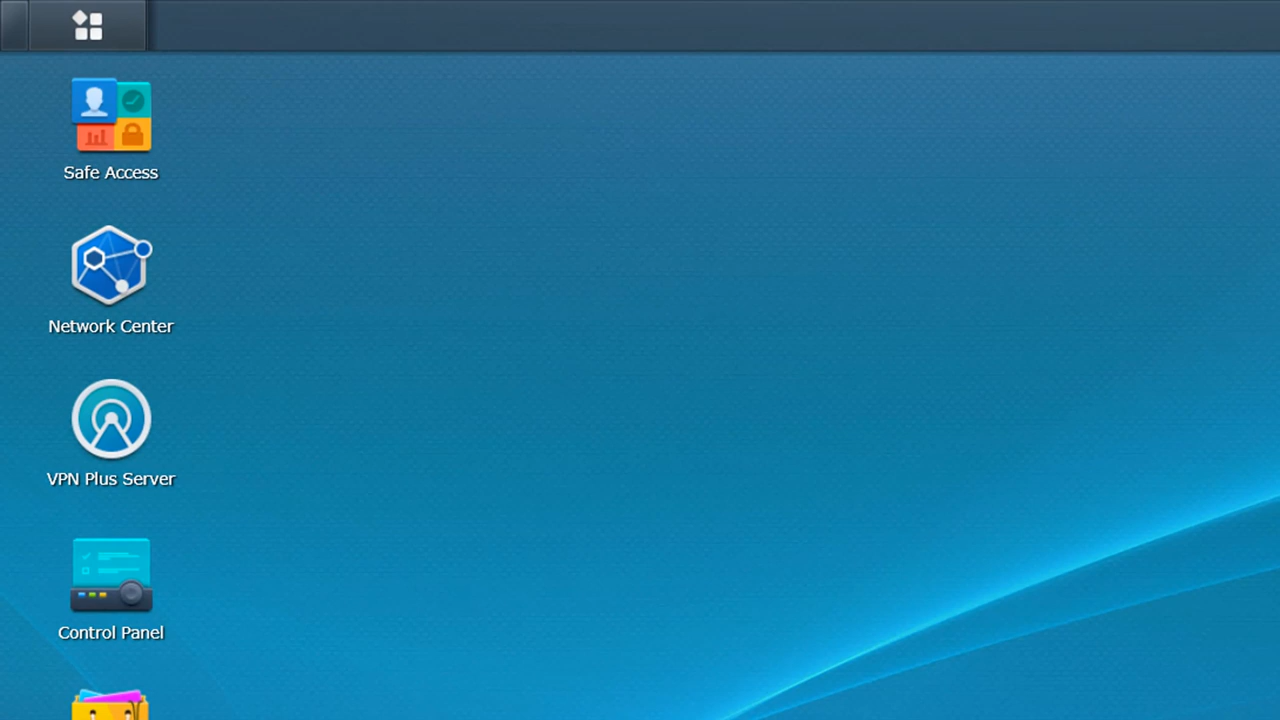 Safe Access
Network Center
VPN Plus Server
Control Panel